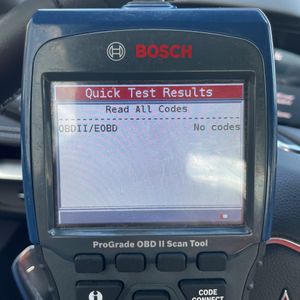 BOSCH
Quick Test Results
Read All Codes
OBDII/EOBD No codes
ProGrade OBD II Scan Tool
CODE
CONNECT